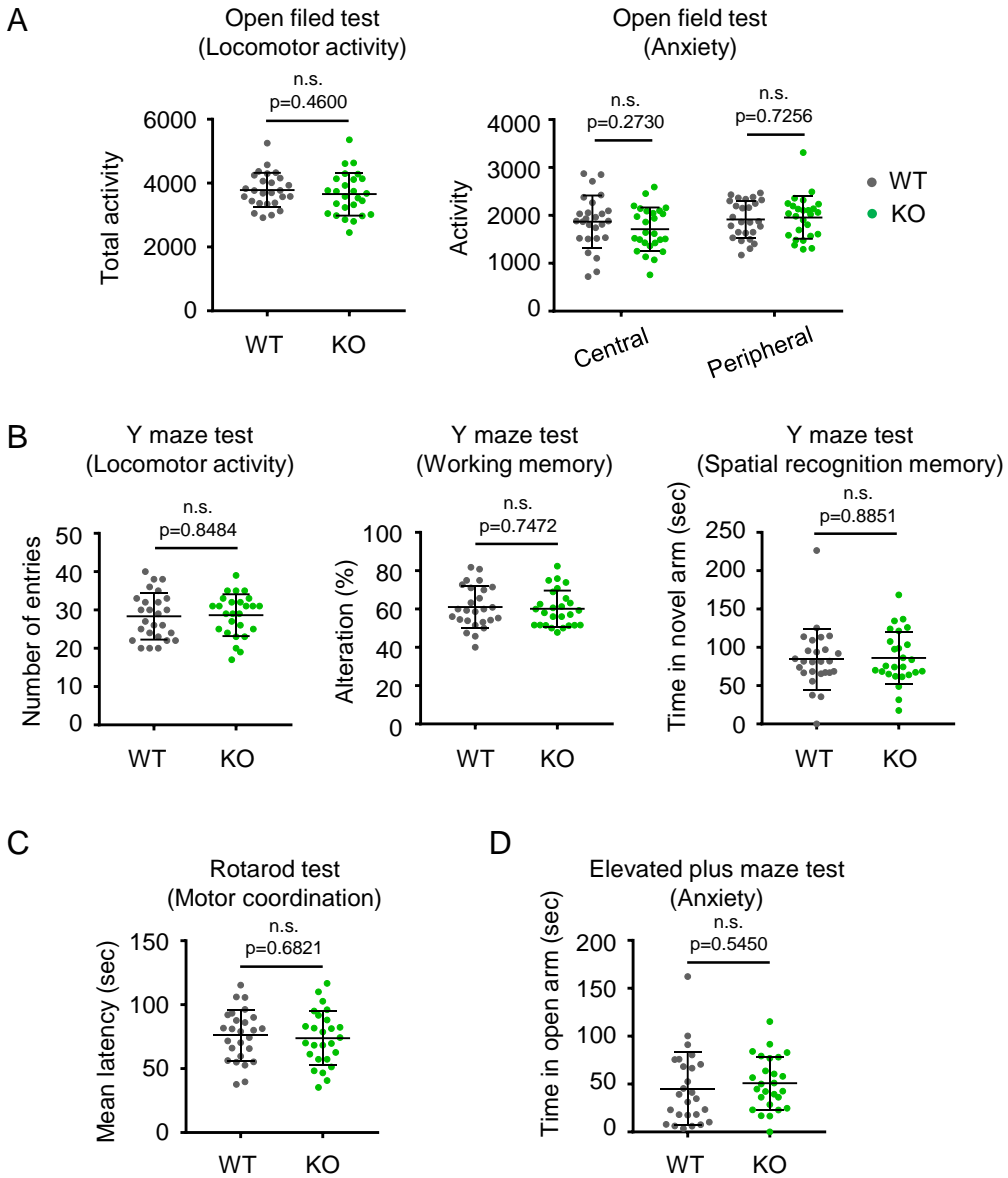 A
Open filed test
(Locomotor activity)
n.s.
p=0.4600
Total activity
6000
4000
2000
0
WT
KO
Open field test
(Anxiety)
n.s.
p=0.2730
n.s.
p=0.7256
Activity
4000
3000
2000
1000
0
Central
Peripheral
WT
KO
B
Y maze test
(Locomotor activity)
n.s.
p=0.8484
Number of entries
50
40
30
20
10
0
WT
KO
Y maze test
(Working memory)
n.s.
p=0.7472
Alteration (%)
100
80
60
40
20
0
WT
KO
Y maze test
(Spatial recognition memory)
n.s.
p=0.8851
Time in novel arm (sec)
250
200
150
100
50
0
WT
KO
C
Rotarod test
(Motor coordination)
n.s.
p=0.6821
Mean latency (sec)
150
100
50
0
WT
KO
D
Elevated plus maze test
(Anxiety)
n.s.
p=0.5450
Time in open arm (sec)
200
150
100
50
0
WT
KO